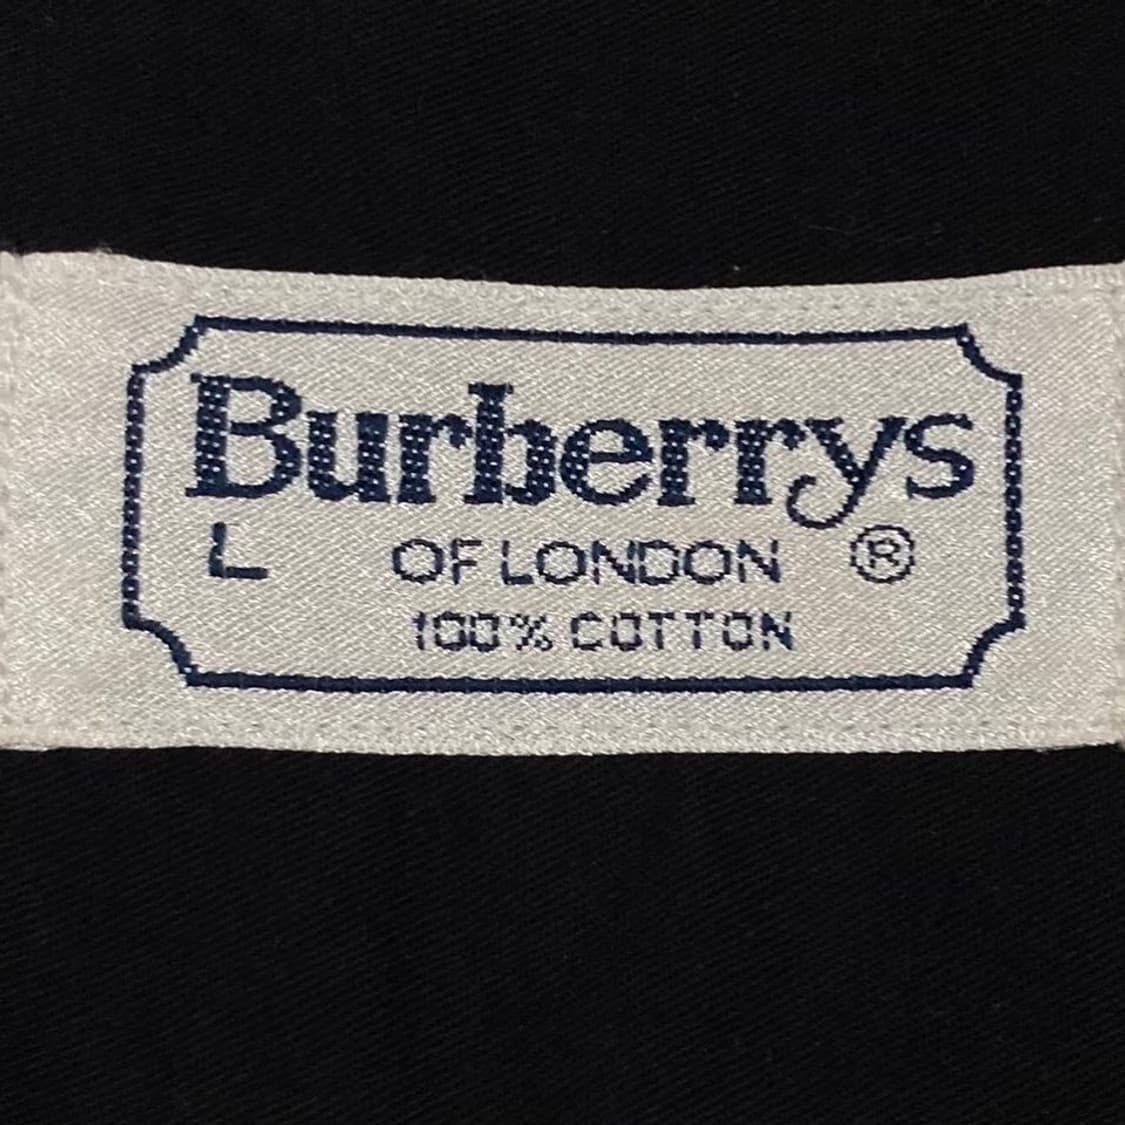 Burberrys
L OF LONDON ®
100% COTTON